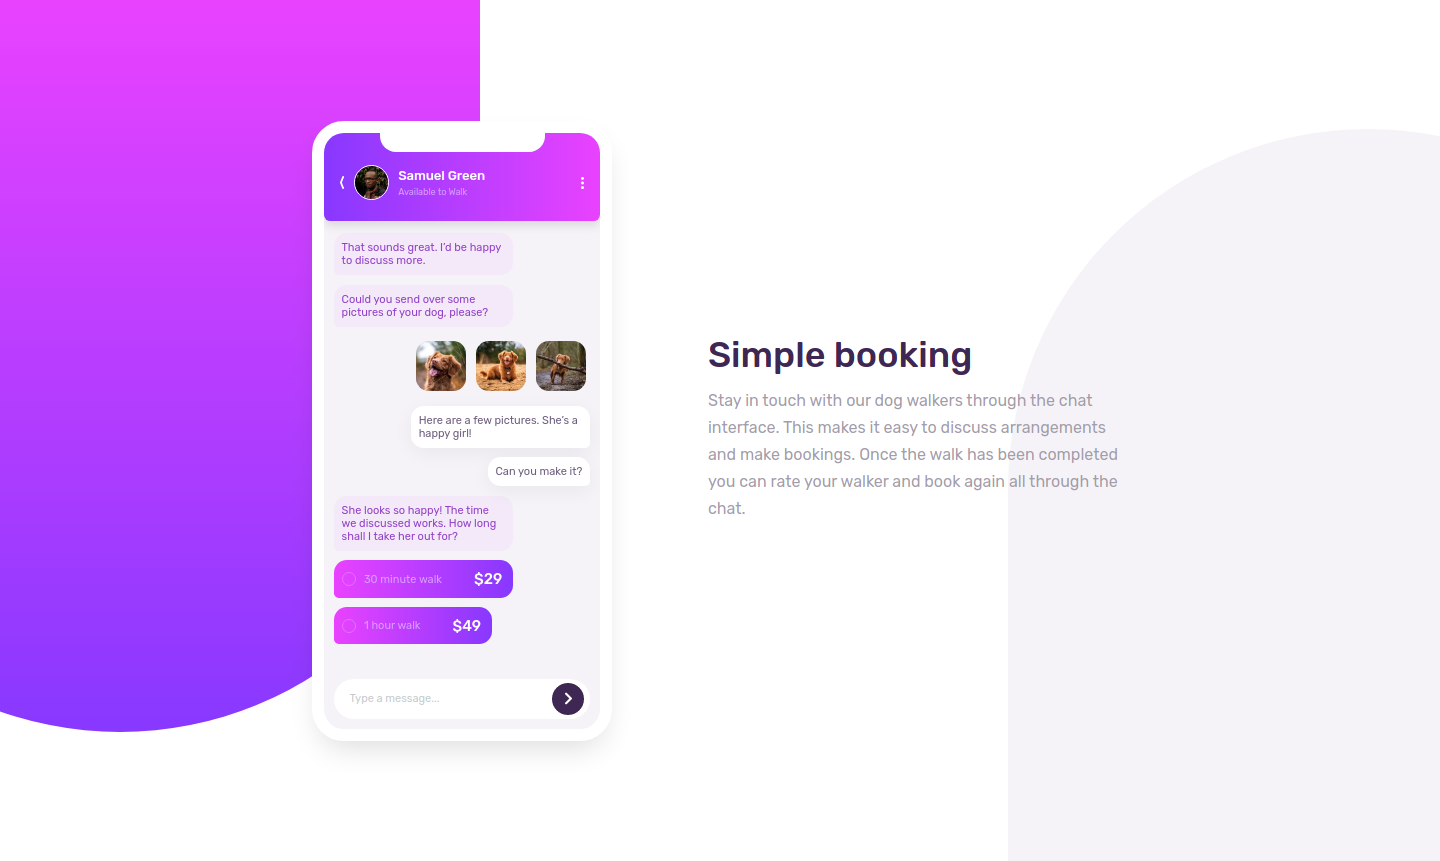 Samuel Green
Available to Walk
That sounds great. I'd be happy
to discuss more.
Could you send over some
pictures of your dog, please?
Here are a few pictures. She's a
happy girl!
Can you make it?
She looks so happy! The time
we discussed works. How long
shall I take her out for?
30 minute walk $29
1 hour walk $49
Type a message...
Simple booking
Stay in touch with our dog walkers through the chat
interface. This makes it easy to discuss arrangements
and make bookings. Once the walk has been completed
you can rate your walker and book again all through the
chat.